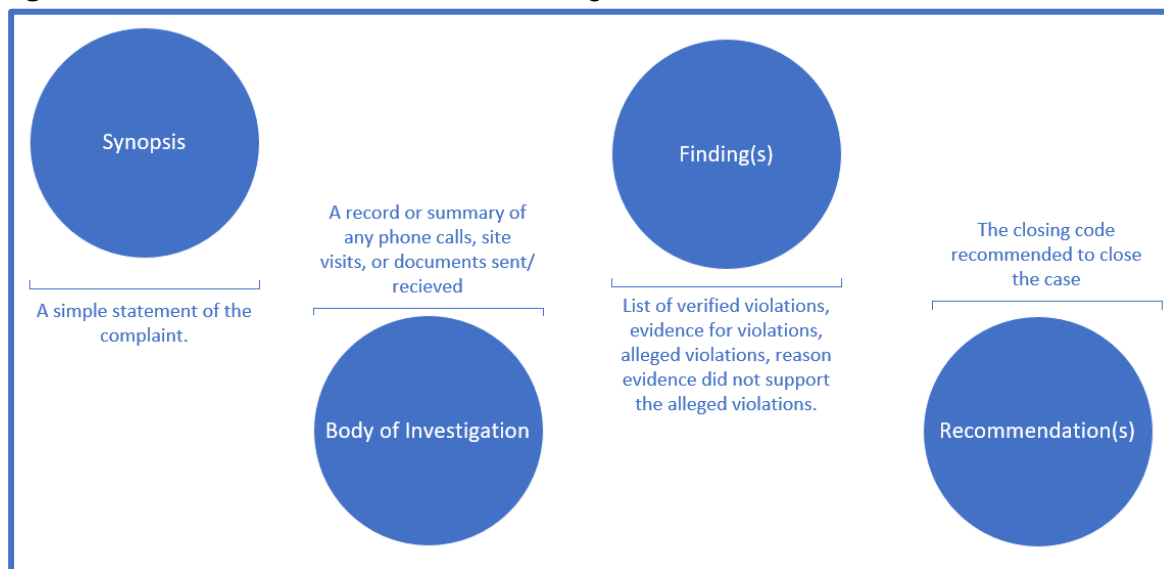 Synopsis
A simple statement of the
complaint.
A record or summary of
any phone calls, site
visits, or documents sent/
recieved
Body of Investigation
Finding(s)
List of verified violations,
evidence for violations,
alleged violations, reason
evidence did not support
the alleged violations.
The closing code
recommended to close
the case
Recommendation(s)